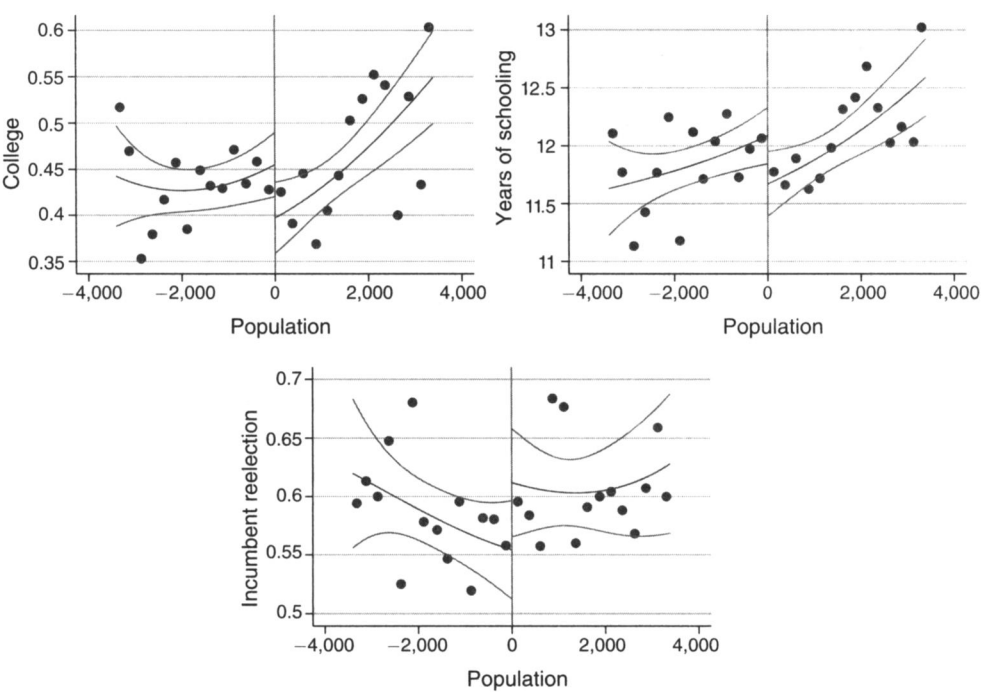 College
0.6
0.55
0.5
0.45
0.4
0.35
−4,000 −2,000 0 2,000 4,000
Population
Years of schooling
13
12.5
12
11.5
11
−4,000 −2,000 0 2,000 4,000
Population
Incumbent reelection
0.7
0.65
0.6
0.55
0.5
−4,000 −2,000 0 2,000 4,000
Population